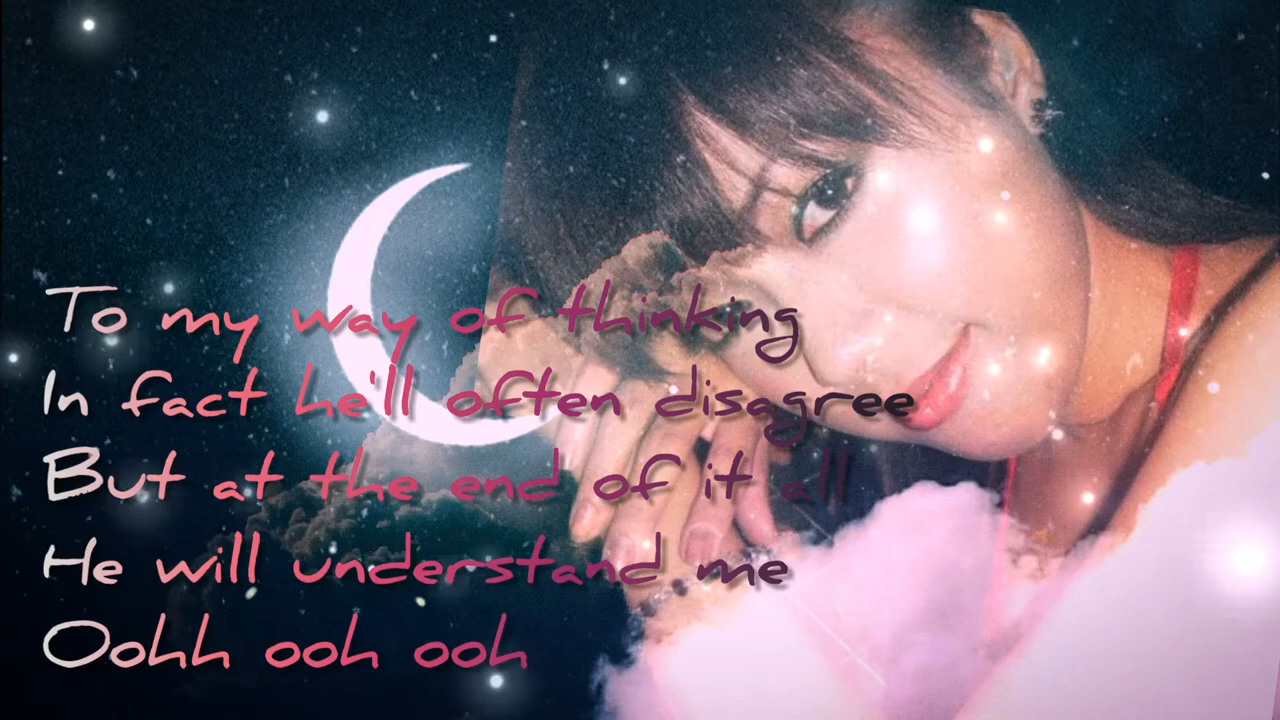 To my way of thinking
In fact he'll often disagree
But at the end of it all
He will understand me
Oohh ooh ooh